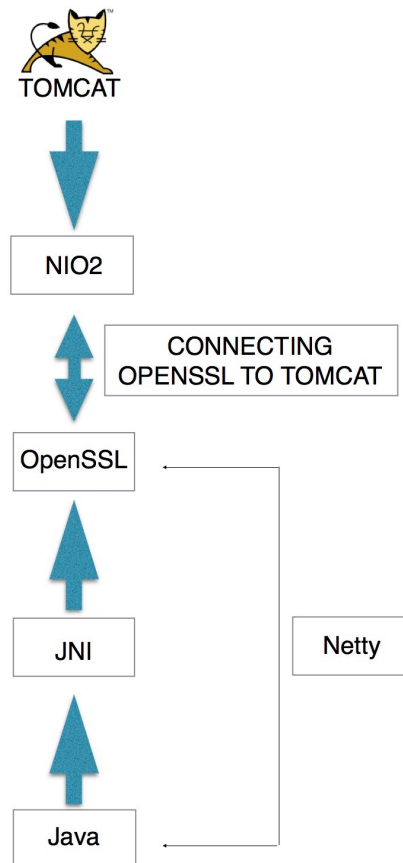 TOMCAT
NIO2
CONNECTING
OPENSSL TO TOMCAT
OpenSSL
JNI
Netty
Java